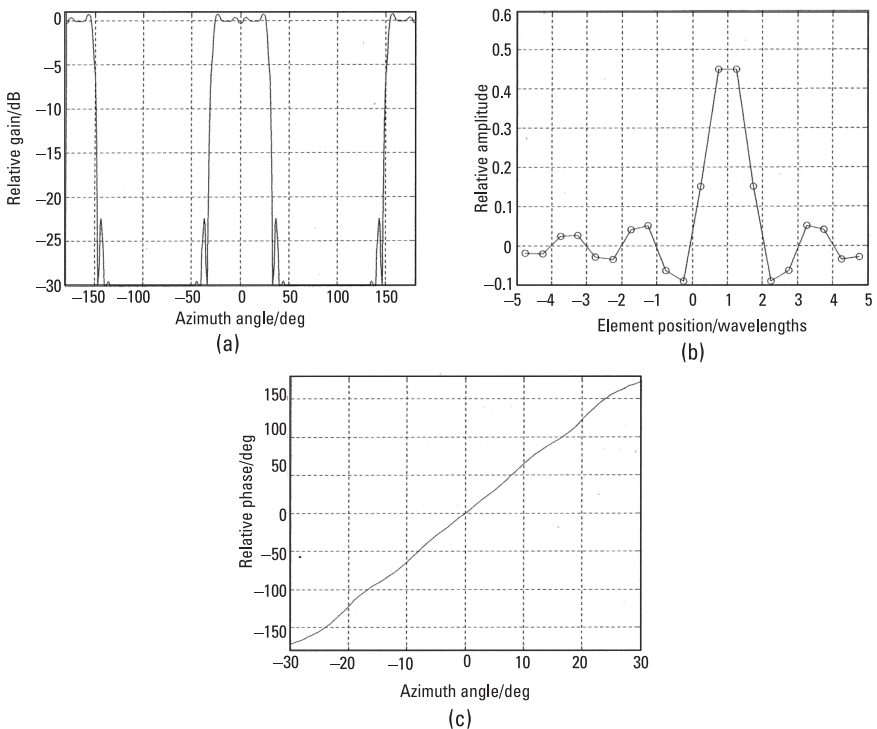 0
−5
−10
−15
−20
−25
−30
Relative gain/dB
−150 −100 −50 0 50 100 150
Azimuth angle/deg
(a)
0.6
0.5
0.4
0.3
0.2
0.1
0
−0.1
Relative amplitude
−5 −4 −3 −2 −1 0 1 2 3 4 5
Element position/wavelengths
(b)
150
100
50
0
−50
−100
−150
Relative phase/deg
−30 −20 −10 0 10 20 30
Azimuth angle/deg
(c)